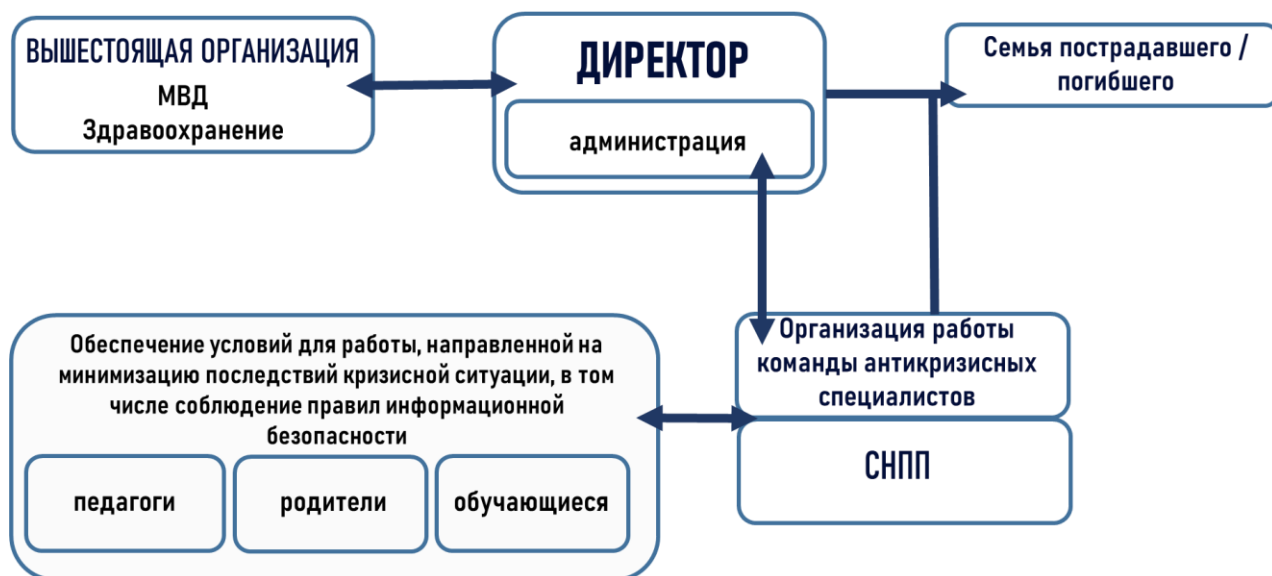 ВЫШЕСТОЯЩАЯ ОРГАНИЗАЦИЯ
МВД
Здравоохранение
ДИРЕКТОР
администрация
Семья пострадавшего /
погибшего
Обеспечение условий для работы, направленной на
минимизацию последствий кризисной ситуации, в том
числе соблюдение правил информационной
безопасности
педагоги
родители
обучающиеся
Организация работы
команды антикризисных
специалистов
СНПП